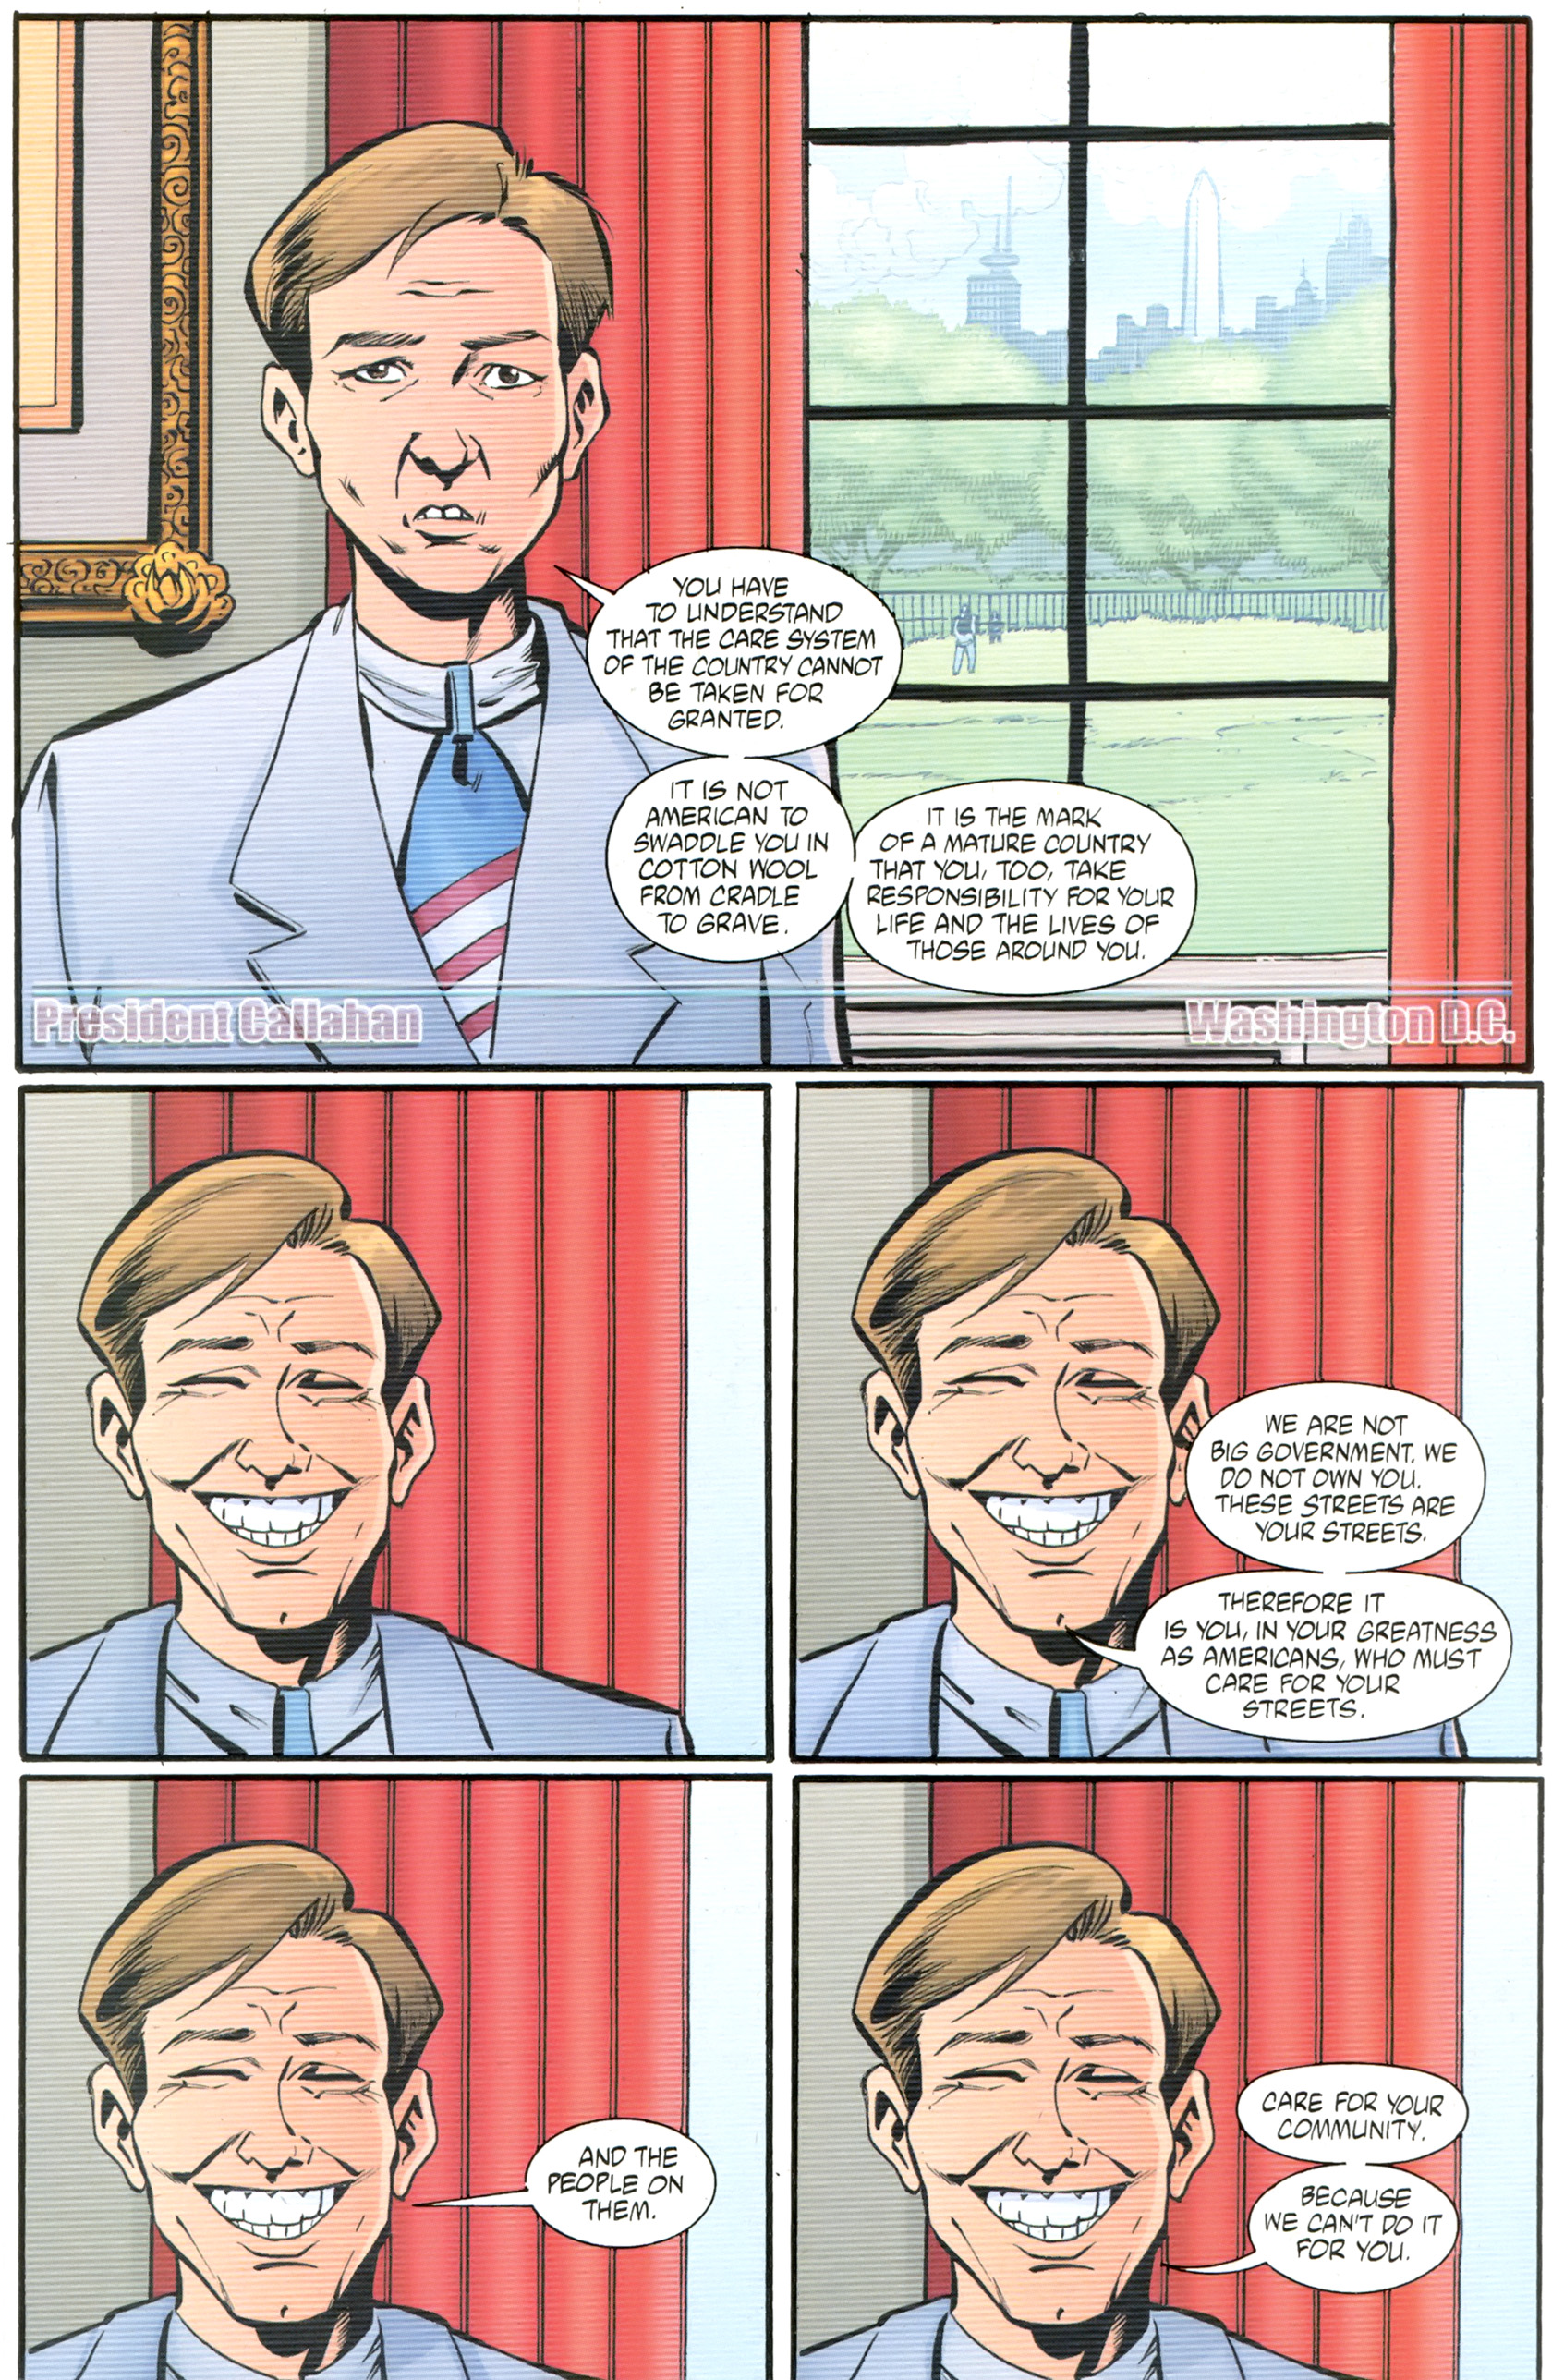 YOU HAVE
TO UNDERSTAND
THAT THE CARE SYSTEM
OF THE COUNTRY CANNOT
BE TAKEN FOR
GRANTED.
IT IS NOT
AMERICAN TO
SWADDLE YOU IN
COTTON WOOL
FROM CRADLE
TO GRAVE.
IT IS THE MARK
OF A MATURE COUNTRY
THAT YOU, TOO, TAKE
RESPONSIBILITY FOR YOUR
LIFE AND THE LIVES OF
THOSE AROUND YOU.
President Callahan
Washington D.C.
WE ARE NOT
BIG GOVERNMENT. WE
DO NOT OWN YOU.
THESE STREETS ARE
YOUR STREETS.
THEREFORE IT
IS YOU, IN YOUR GREATNESS
AS AMERICANS, WHO MUST
CARE FOR YOUR
STREETS.
AND THE
PEOPLE ON
THEM.
CARE FOR YOUR
COMMUNITY.
BECAUSE
WE CAN'T DO IT
FOR YOU.